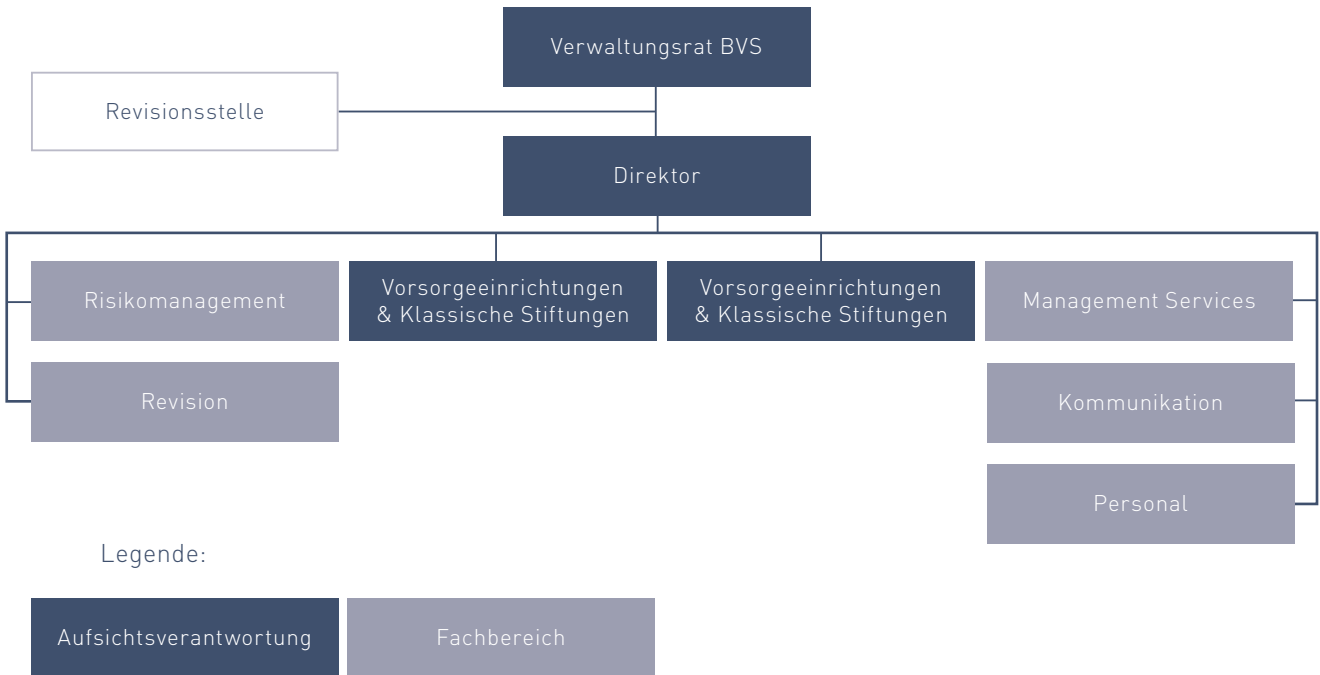 Verwaltungsrat BVS
Revisionsstelle
Direktor
Risikomanagement
Vorsorgeeinrichtungen
& Klassische Stiftungen
Vorsorgeeinrichtungen
& Klassische Stiftungen
Management Services
Revision
Kommunikation
Personal
Legende:
Aufsichtsverantwortung
Fachbereich